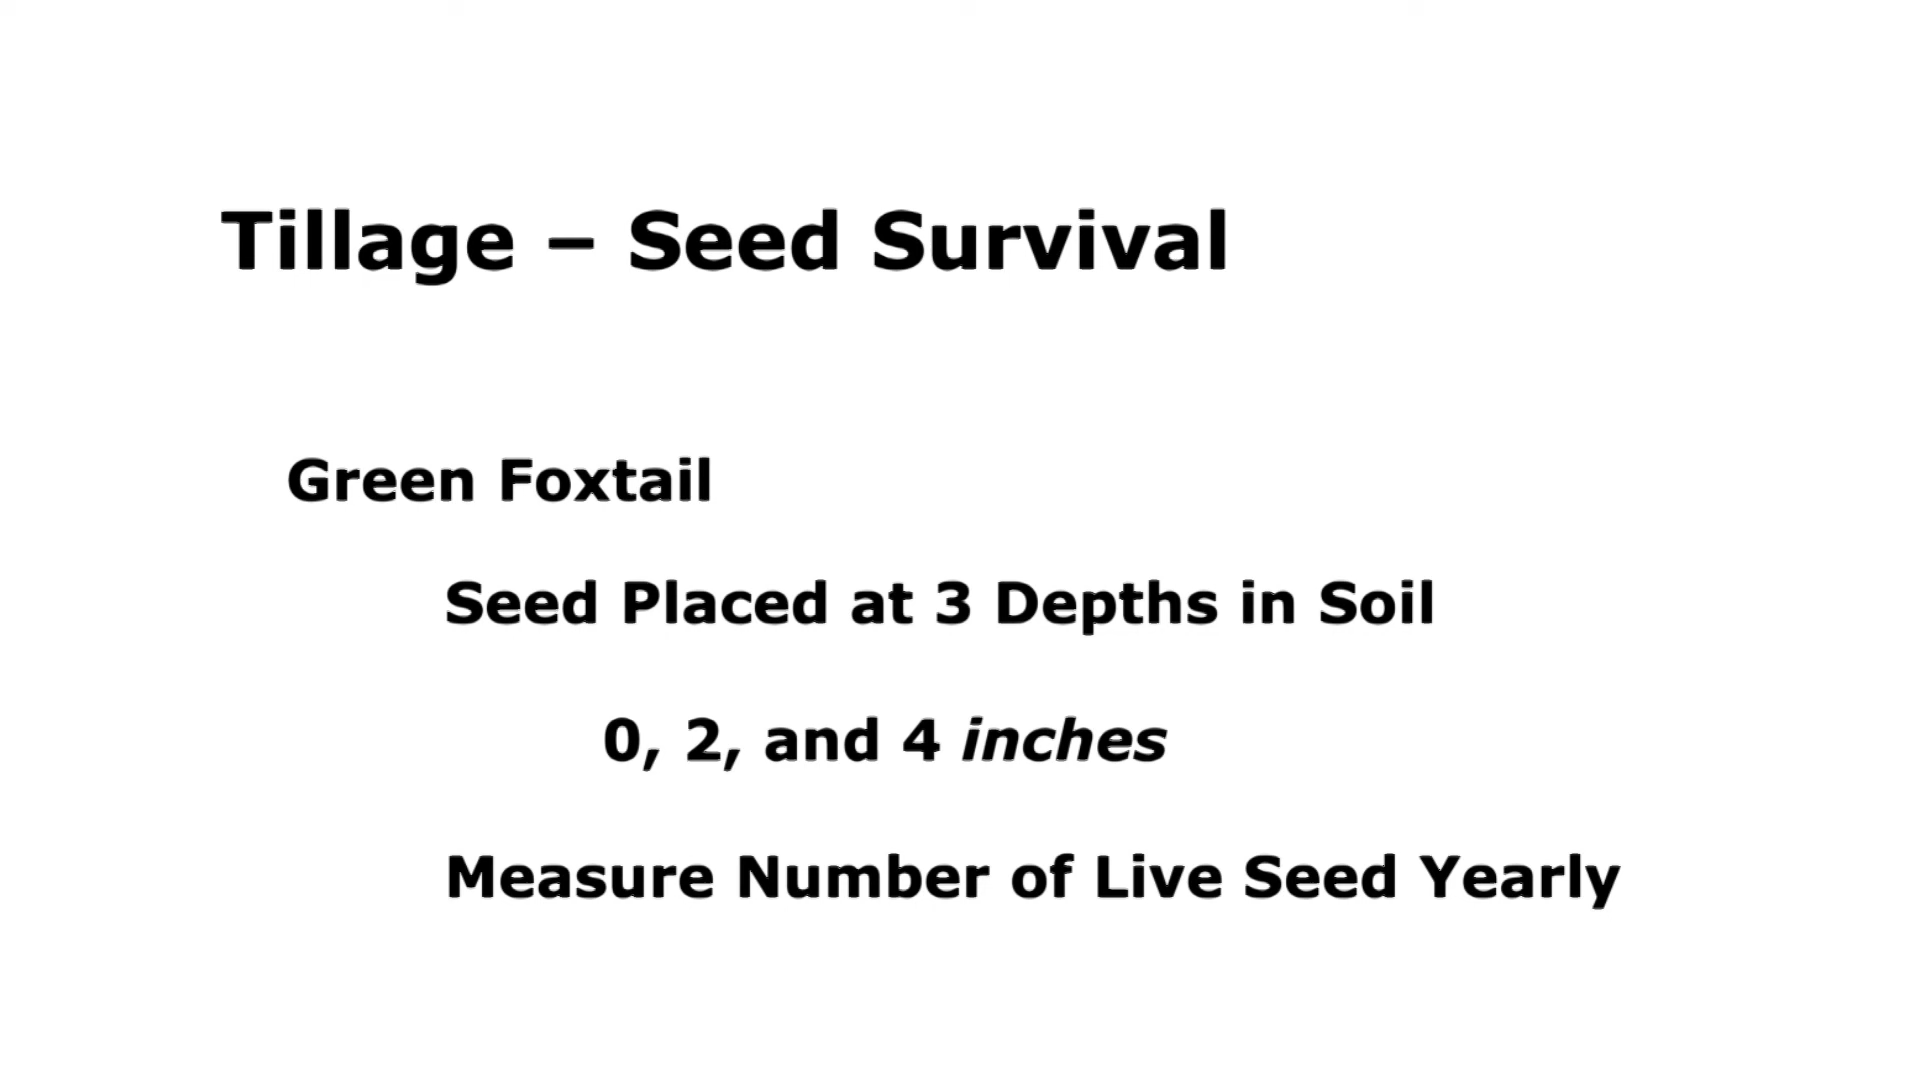 Tillage – Seed Survival
Green Foxtail
Seed Placed at 3 Depths in Soil
0, 2, and 4 inches
Measure Number of Live Seed Yearly